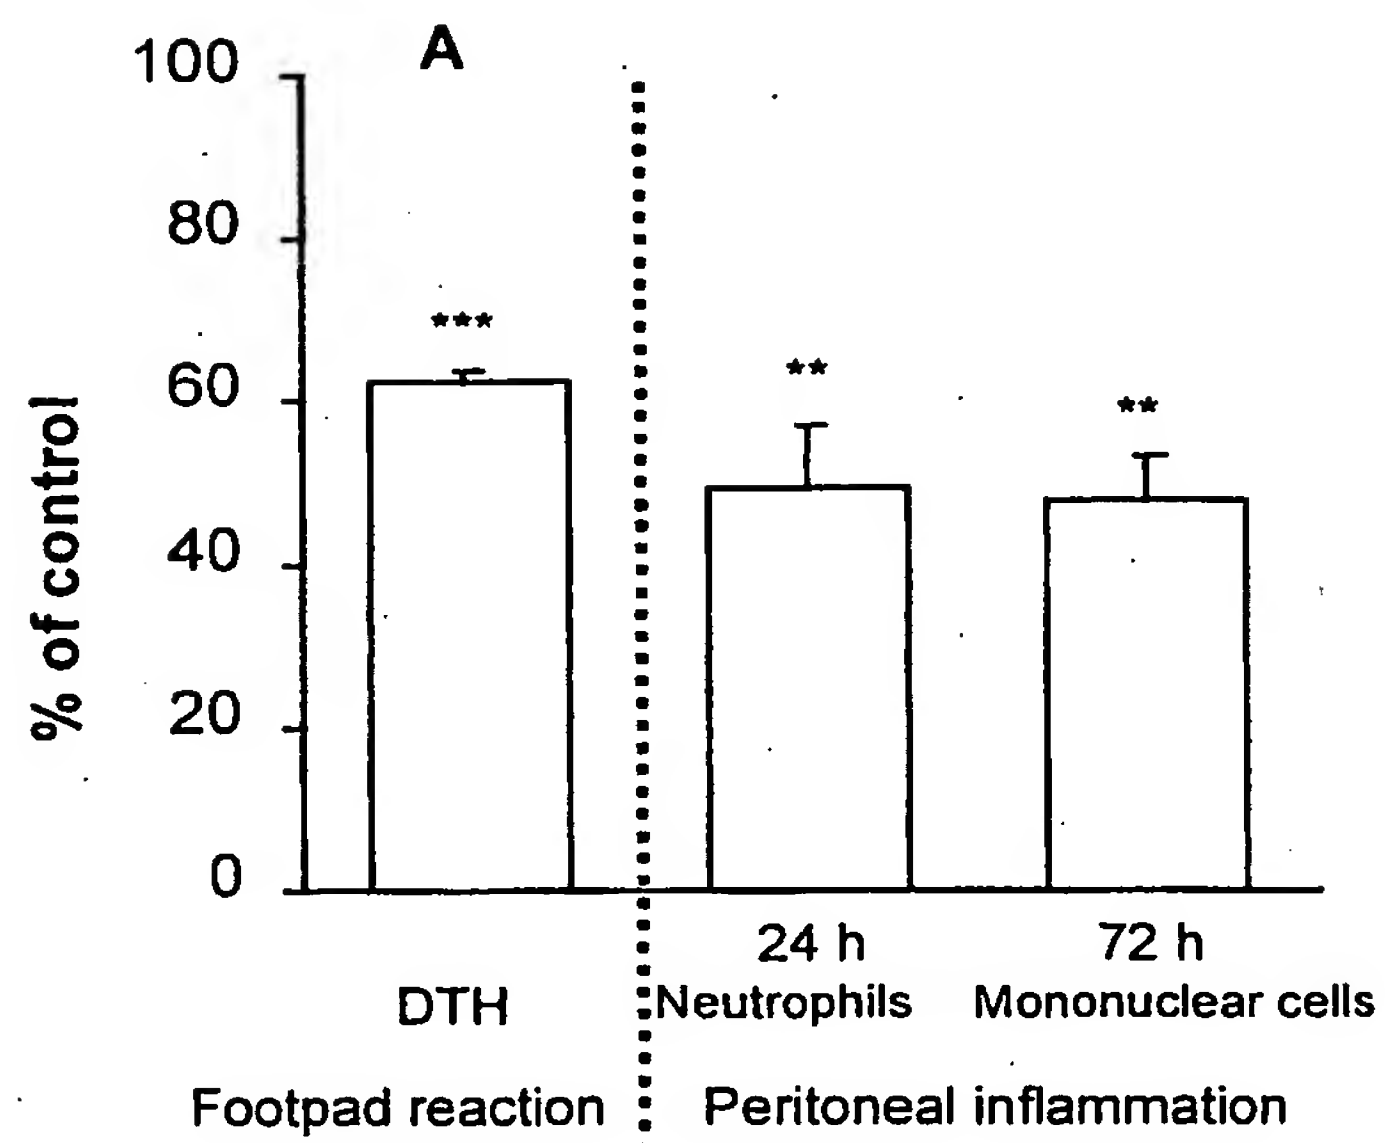 A
100
80
60
40
20
0
% of control
***
**
**
24 h
72 h
DTH
Neutrophils
Mononuclear cells
Footpad reaction
Peritoneal inflammation